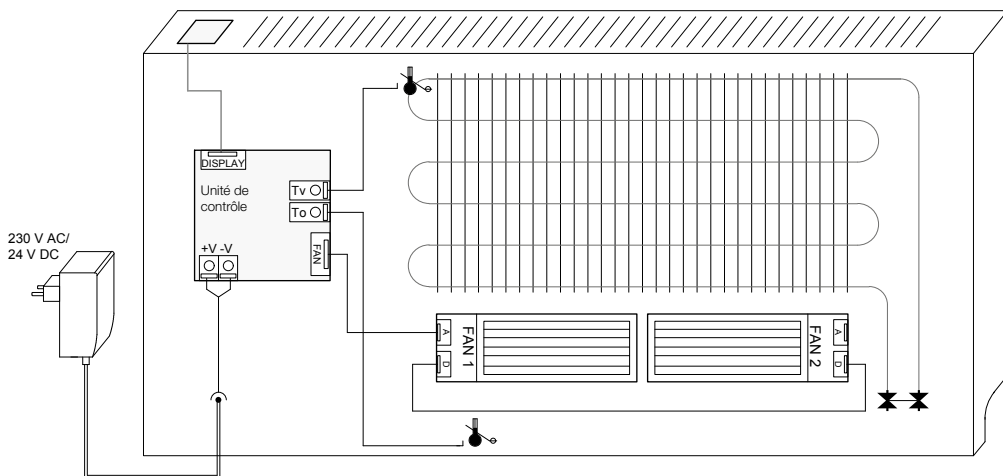 DISPLAY
Unité de
contrôle
Tv
To
FAN
+V -V
230 V AC/
24 V DC
A
D
FAN 1
FAN 2
A
D